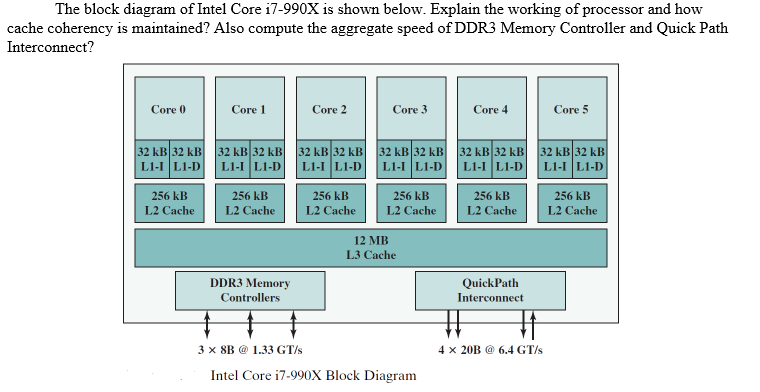 The block diagram of Intel Core i7-990X is shown below. Explain the working of processor and how
cache coherency is maintained? Also compute the aggregate speed of DDR3 Memory Controller and Quick Path
Interconnect?
Core 0 Core 1 Core 2 Core 3 Core 4 Core 5
32 kB 32 kB 32 kB 32 kB 32 kB 32 kB 32 kB 32 kB 32 kB 32 kB 32 kB 32 kB
L1-I L1-D L1-I L1-D L1-I L1-D L1-I L1-D L1-I L1-D L1-I L1-D
256 kB 256 kB 256 kB 256 kB 256 kB 256 kB
L2 Cache L2 Cache L2 Cache L2 Cache L2 Cache L2 Cache
12 MB
L3 Cache
DDR3 Memory QuickPath
Controllers Interconnect
3 × 8B @ 1.33 GT/s 4 × 20B @ 6.4 GT/s
Intel Core i7-990X Block Diagram